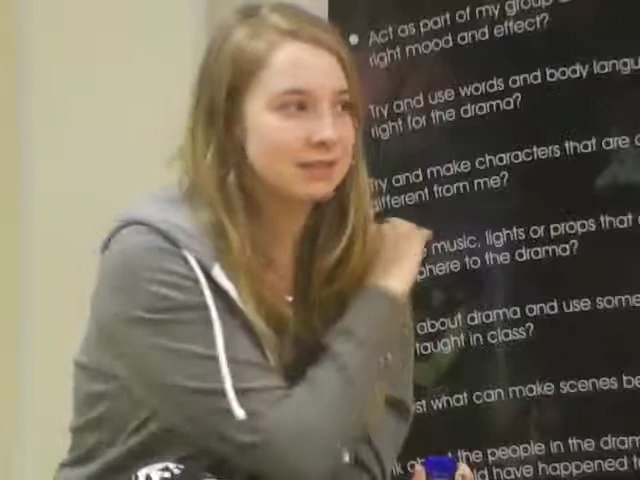 Act as part of my group
right mood and effect?
Try and use words and body langu
right for the drama?
Try and make characters that are
different from me?
music, lights or props that
phere to the drama?
about drama and use some
taught in class?
st what can make scenes be
the people in the dram
ld have happened